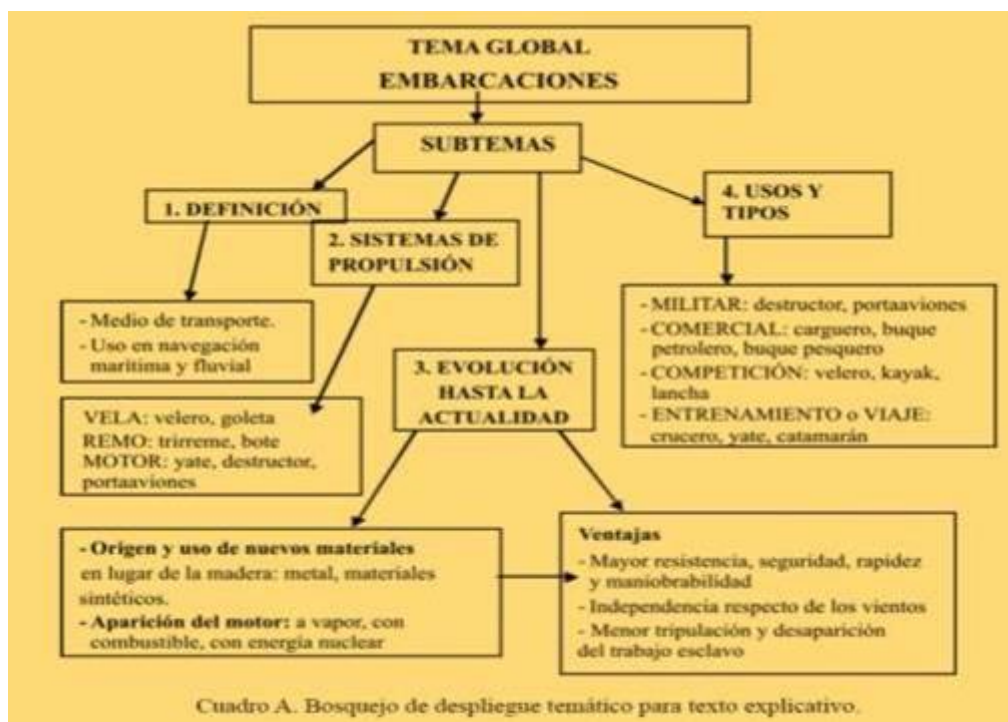 TEMA GLOBAL
EMBARCACIONES
SUBTEMAS
1. DEFINICIÓN
2. SISTEMAS DE
PROPULSIÓN
4. USOS Y
TIPOS
- Medio de transporte.
- Uso en navegación
marítima y fluvial
3. EVOLUCIÓN
HASTA LA
ACTUALIDAD
- MILITAR: destructor, portaaviones
- COMERCIAL: carguero, buque
petrolero, buque pesquero
- COMPETICIÓN: velero, kayak,
lancha
- ENTRENAMIENTO o VIAJE:
crucero, yate, catamarán
VELA: velero, goleta
REMO: trirreme, bote
MOTOR: yate, destructor,
portaaviones
- Origen y uso de nuevos materiales
en lugar de la madera: metal, materiales
sintéticos.
- Aparición del motor: a vapor, con
combustible, con energía nuclear
Ventajas
- Mayor resistencia, seguridad, rapidez
y maniobrabilidad
- Independencia respecto de los vientos
- Menor tripulación y desaparición
del trabajo esclavo
Cuadro A. Bosquejo de despliegue temático para texto explicativo.